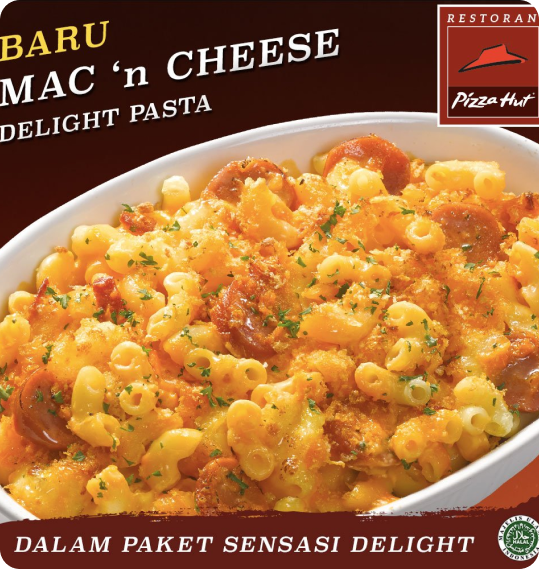 BARU
MAC ‘n CHEESE
DELIGHT PASTA
RESTORAN
Pizza Hut
DALAM PAKET SENSASI DELIGHT
HALAL